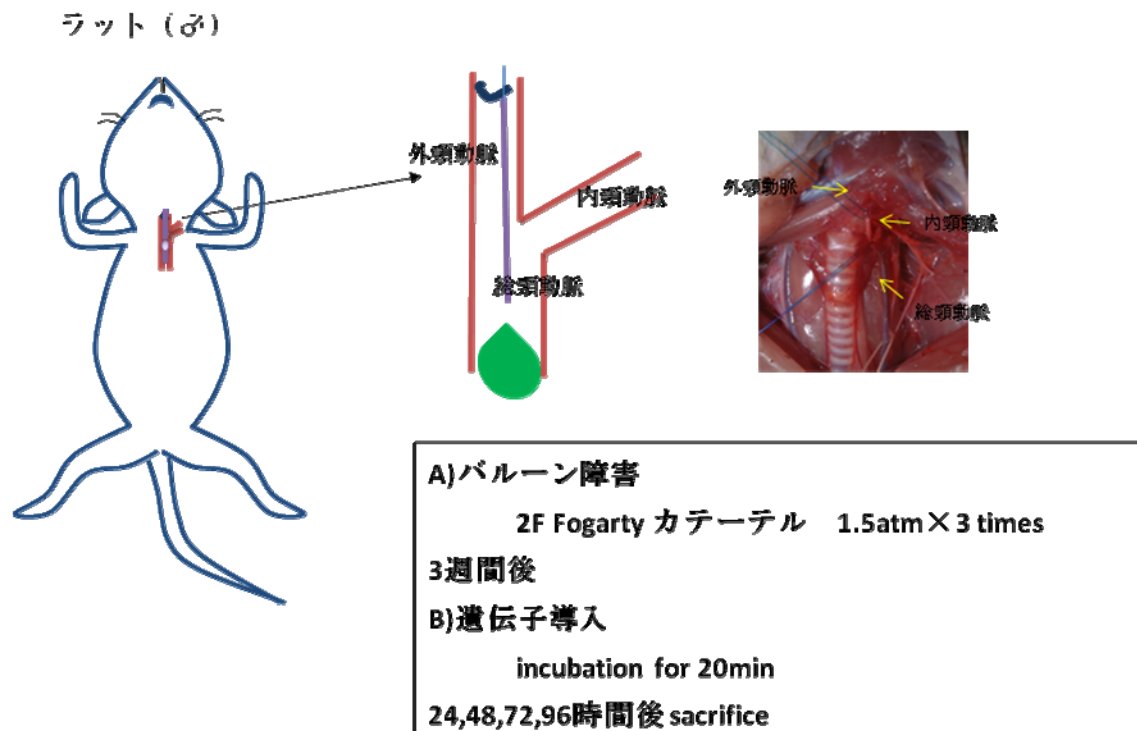 ラット (♂)
外頸動脈
内頸動脈
総頸動脈
外頸動脈
内頸動脈
総頸動脈
A)バルーン障害
2F Fogarty カテーテル 1.5atm×3 times
3週間後
B)遺伝子導入
incubation for 20min
24,48,72,96時間後 sacrifice